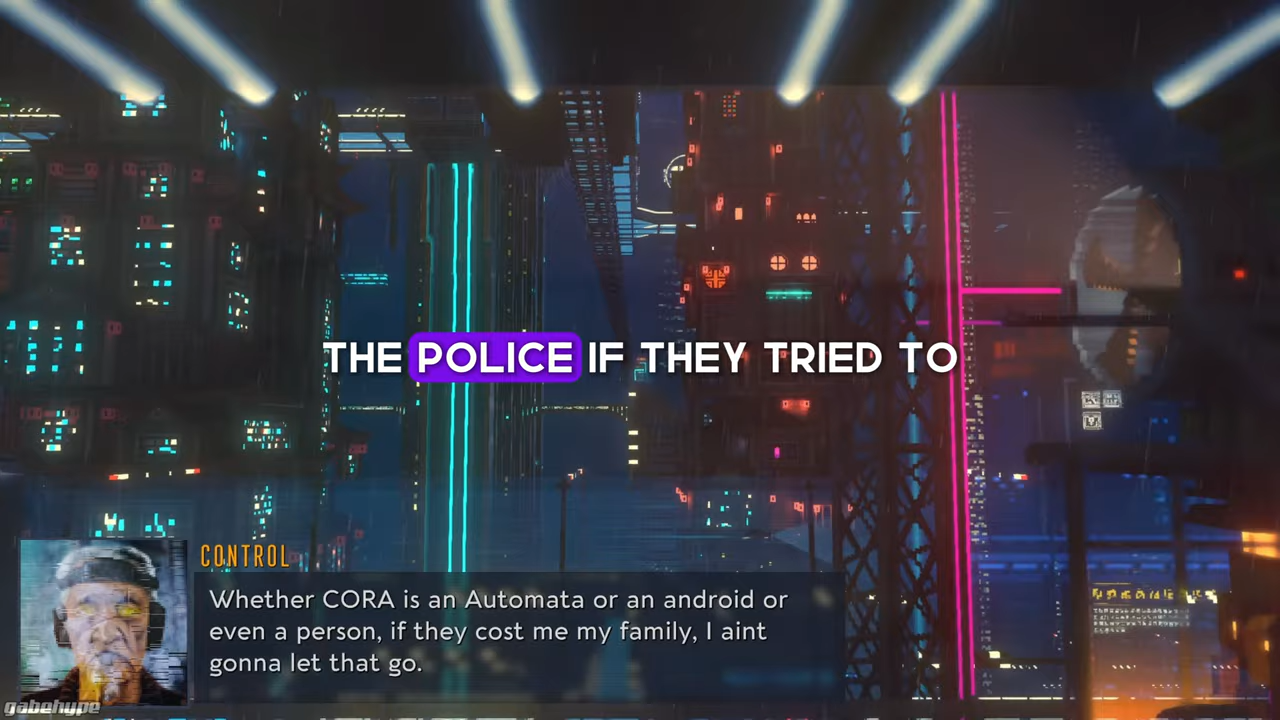 THE POLICE IF THEY TRIED TO
CONTROL
Whether CORA is an Automata or an android or
even a person, if they cost me my family, I aint
gonna let that go.
gabehype